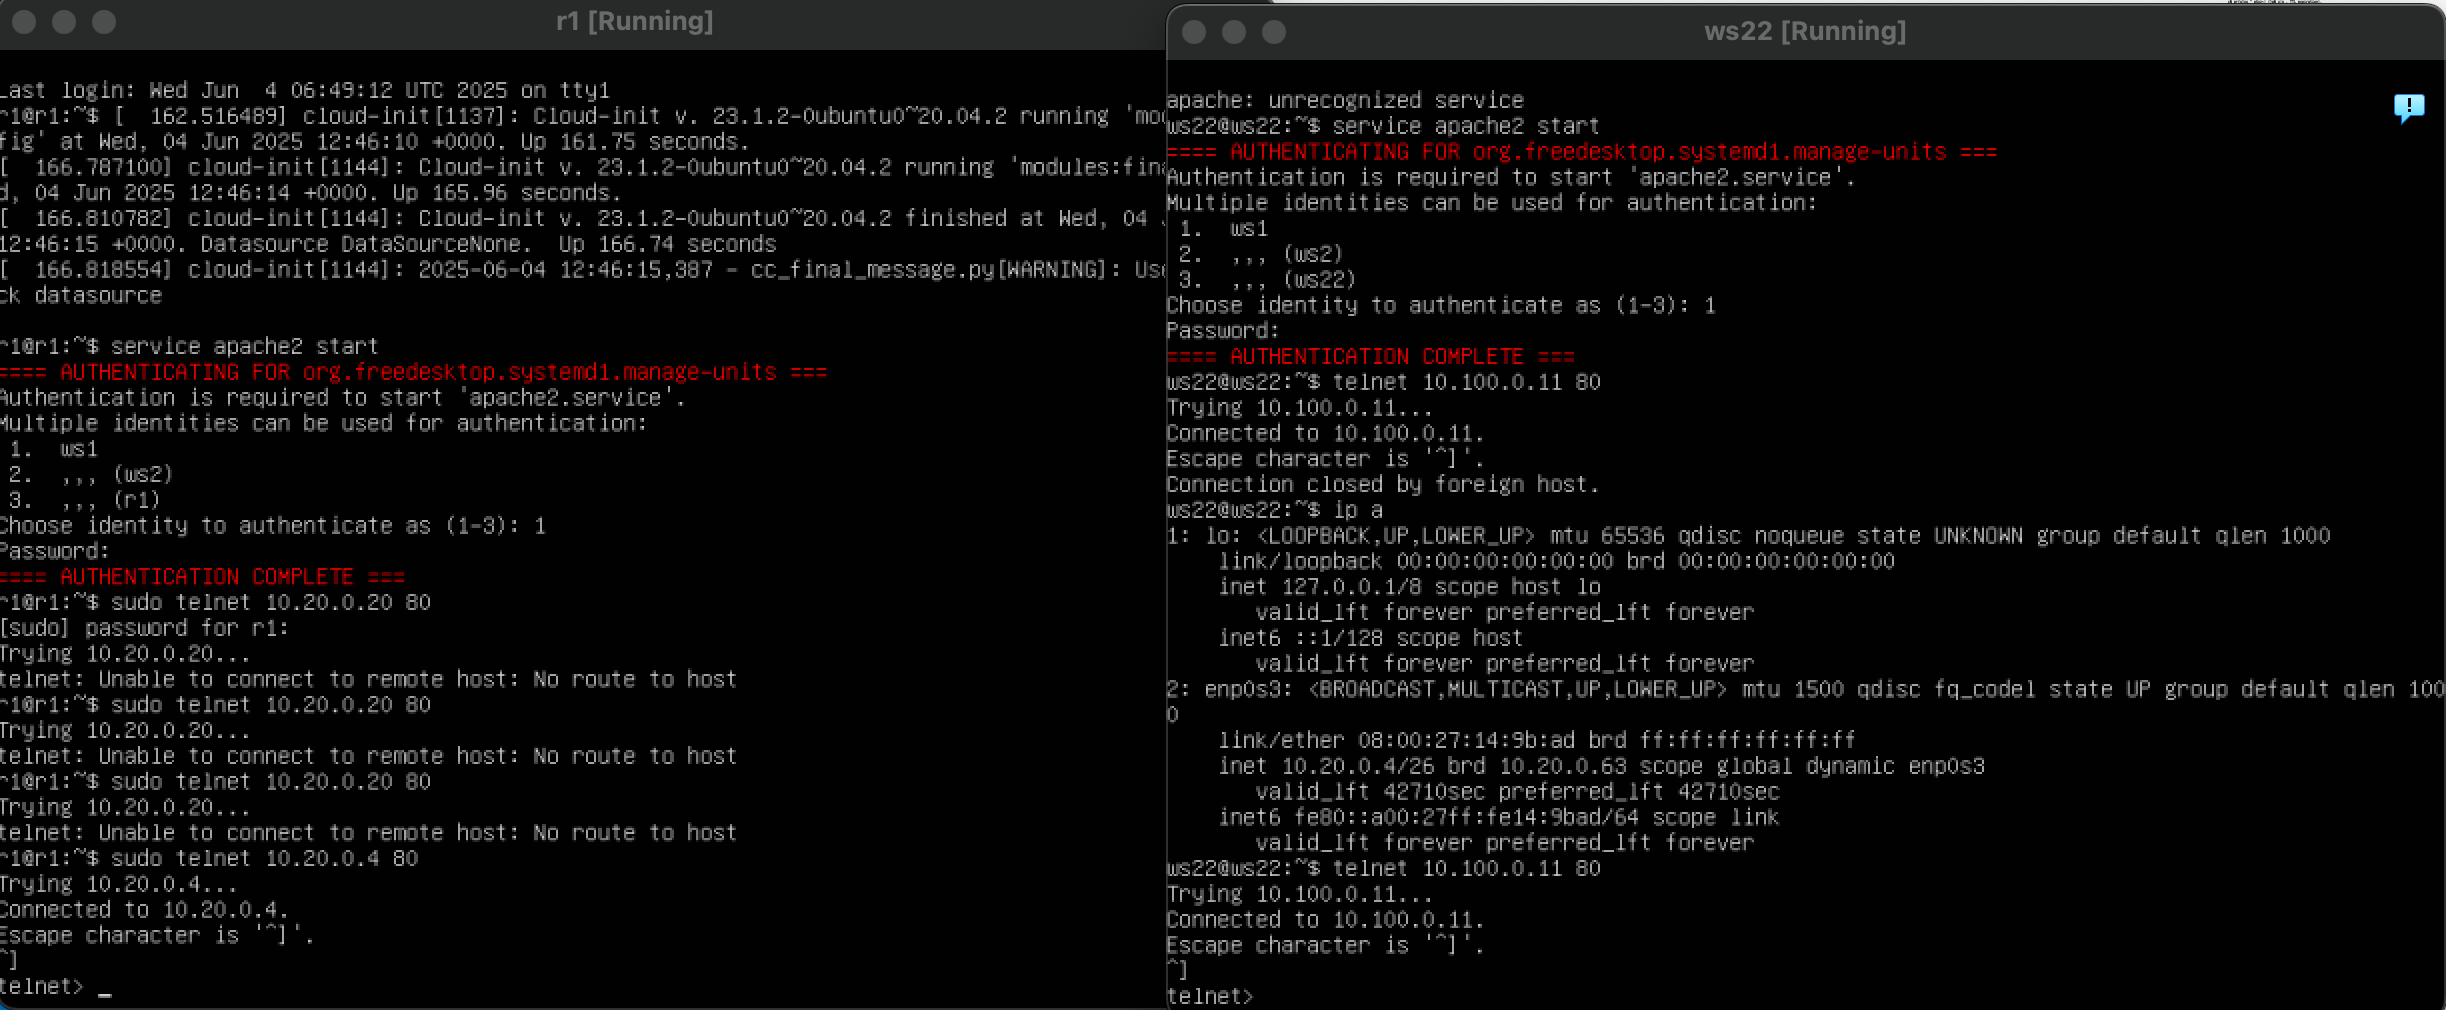 r1 [Running]
Last login: Wed Jun  4 06:49:12 UTC 2025 on tty1
r1@r1:~$ [  162.516489] cloud-init[1137]: Cloud-init v. 23.1.2-0ubuntu0~20.04.2 running 'mo
fig' at Wed, 04 Jun 2025 12:46:10 +0000. Up 161.75 seconds.
[  166.787100] cloud-init[1144]: Cloud-init v. 23.1.2-0ubuntu0~20.04.2 running 'modules:fin
d, 04 Jun 2025 12:46:14 +0000. Up 165.96 seconds.
[  166.810782] cloud-init[1144]: Cloud-init v. 23.1.2-0ubuntu0~20.04.2 finished at Wed, 04
12:46:15 +0000. Datasource DataSourceNone.  Up 166.74 seconds
[  166.818554] cloud-init[1144]: 2025-06-04 12:46:15,387 - cc_final_message.py[WARNING]: Us
ck datasource
r1@r1:~$ service apache2 start
==== AUTHENTICATING FOR org.freedesktop.systemd1.manage-units ===
Authentication is required to start 'apache2.service'.
Multiple identities can be used for authentication:
 1.  ws1
 2.  ,,, (ws2)
 3.  ,,, (r1)
Choose identity to authenticate as (1-3): 1
Password:
==== AUTHENTICATION COMPLETE ===
r1@r1:~$ sudo telnet 10.20.0.20 80
[sudo] password for r1:
Trying 10.20.0.20...
telnet: Unable to connect to remote host: No route to host
r1@r1:~$ sudo telnet 10.20.0.20 80
Trying 10.20.0.20...
telnet: Unable to connect to remote host: No route to host
r1@r1:~$ sudo telnet 10.20.0.20 80
Trying 10.20.0.20...
telnet: Unable to connect to remote host: No route to host
r1@r1:~$ sudo telnet 10.20.0.4 80
Trying 10.20.0.4...
Connected to 10.20.0.4.
Escape character is '^]'.
^]
telnet> _
ws22 [Running]
apache: unrecognized service
ws22@ws22:~$ service apache2 start
==== AUTHENTICATING FOR org.freedesktop.systemd1.manage-units ===
Authentication is required to start 'apache2.service'.
Multiple identities can be used for authentication:
 1.  ws1
 2.  ,,, (ws2)
 3.  ,,, (ws22)
Choose identity to authenticate as (1-3): 1
Password:
==== AUTHENTICATION COMPLETE ===
ws22@ws22:~$ telnet 10.100.0.11 80
Trying 10.100.0.11...
Connected to 10.100.0.11.
Escape character is '^]'.
Connection closed by foreign host.
ws22@ws22:~$ ip a
1: lo: <LOOPBACK,UP,LOWER_UP> mtu 65536 qdisc noqueue state UNKNOWN group default qlen 1000
    link/loopback 00:00:00:00:00:00 brd 00:00:00:00:00:00
    inet 127.0.0.1/8 scope host lo
       valid_lft forever preferred_lft forever
    inet6 ::1/128 scope host
       valid_lft forever preferred_lft forever
2: enp0s3: <BROADCAST,MULTICAST,UP,LOWER_UP> mtu 1500 qdisc fq_codel state UP group default qlen 100
0
    link/ether 08:00:27:14:9b:ad brd ff:ff:ff:ff:ff:ff
    inet 10.20.0.4/26 brd 10.20.0.63 scope global dynamic enp0s3
       valid_lft 42710sec preferred_lft 42710sec
    inet6 fe80::a00:27ff:fe14:9bad/64 scope link
       valid_lft forever preferred_lft forever
ws22@ws22:~$ telnet 10.100.0.11 80
Trying 10.100.0.11...
Connected to 10.100.0.11.
Escape character is '^]'.
^]
telnet>